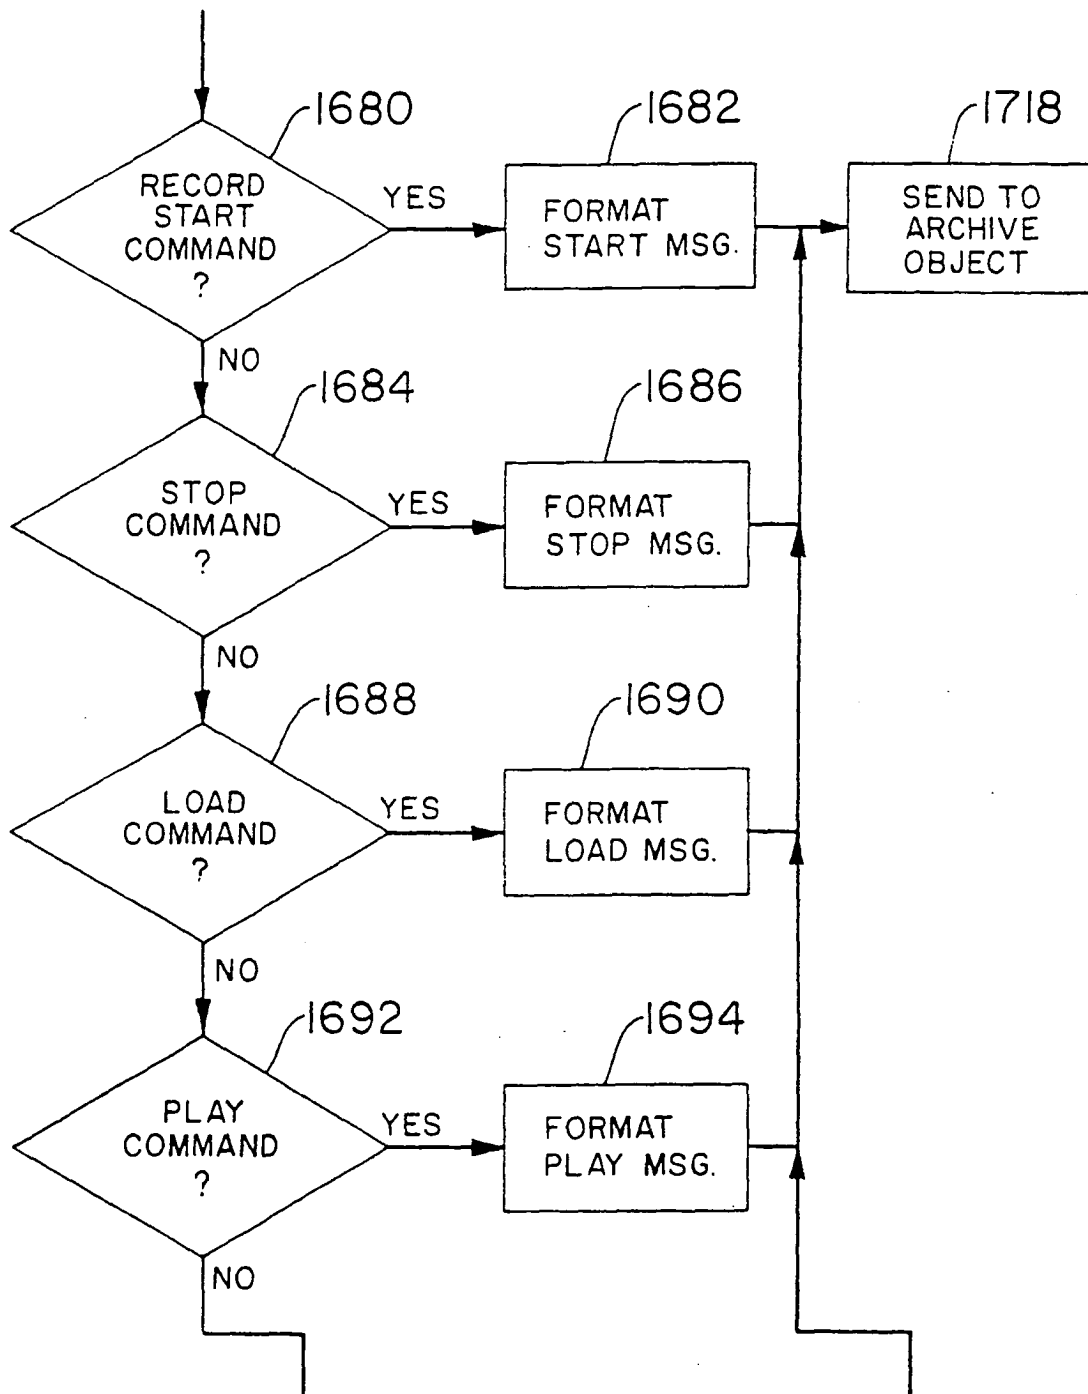 1680
RECORD
START
COMMAND
?
YES
1682
FORMAT
START MSG.
1718
SEND TO
ARCHIVE
OBJECT
NO
1684
STOP
COMMAND
?
YES
1686
FORMAT
STOP MSG.
NO
1688
LOAD
COMMAND
?
YES
1690
FORMAT
LOAD MSG.
NO
1692
PLAY
COMMAND
?
YES
1694
FORMAT
PLAY MSG.
NO